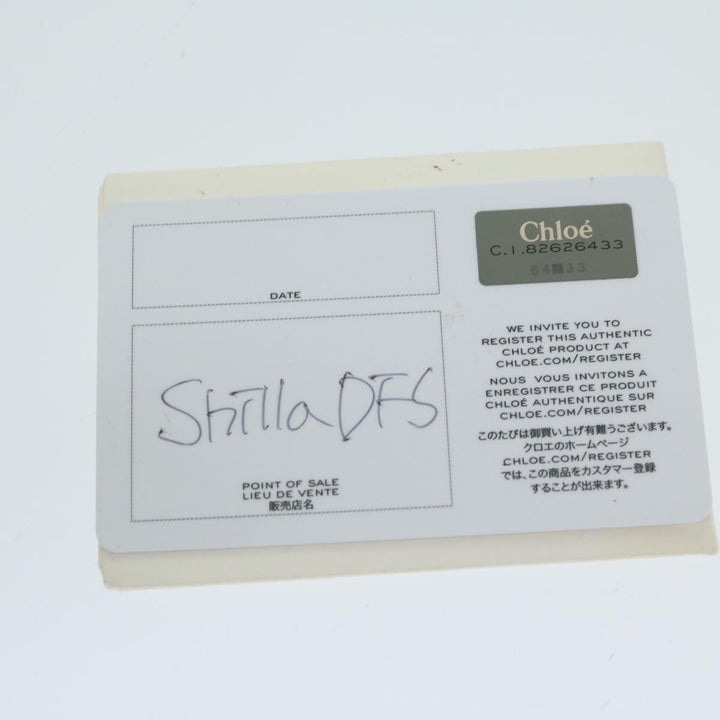 DATE
Shilla DFS
POINT OF SALE
LIEU DE VENTE
販売店名
Chloé
C.I.82626433
WE INVITE YOU TO
REGISTER THIS AUTHENTIC
CHLOÉ PRODUCT AT
CHLOE.COM/REGISTER
NOUS VOUS INVITONS A
ENREGISTRER CE PRODUIT
CHLOÉ AUTHENTIQUE SUR
CHLOE.COM/REGISTER
このたびは御買い上げ有難うございます。
クロエのホームページ
CHLOE.COM/REGISTER
では、この商品をカスタマー登録
することが出来ます。